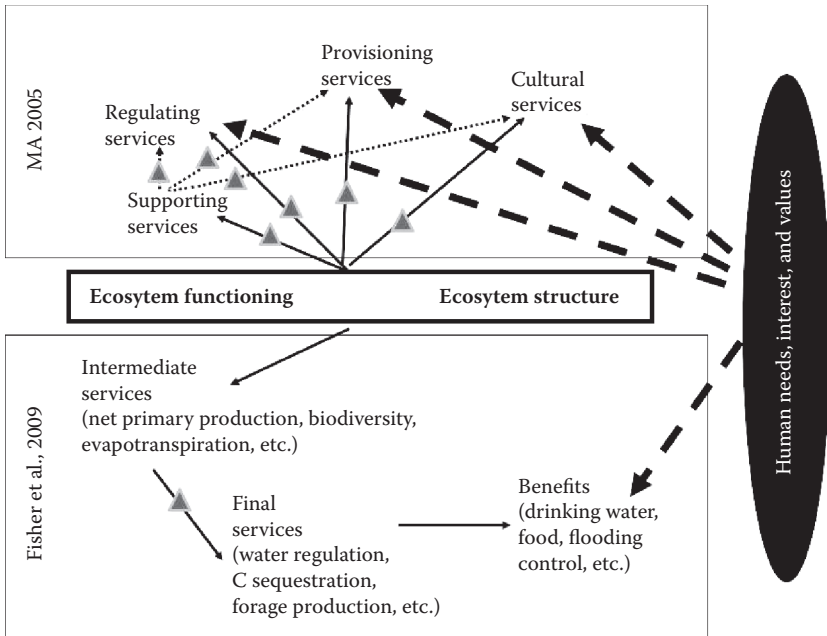 MA 2005
Provisioning
services
Cultural
services
Regulating
services
Supporting
services
Ecosytem functioning
Ecosytem structure
Human needs, interest, and values
Fisher et al., 2009
Intermediate
services
(net primary production, biodiversity,
evapotranspiration, etc.)
Final
services
(water regulation,
C sequestration,
forage production, etc.)
Benefits
(drinking water,
food, flooding
control, etc.)